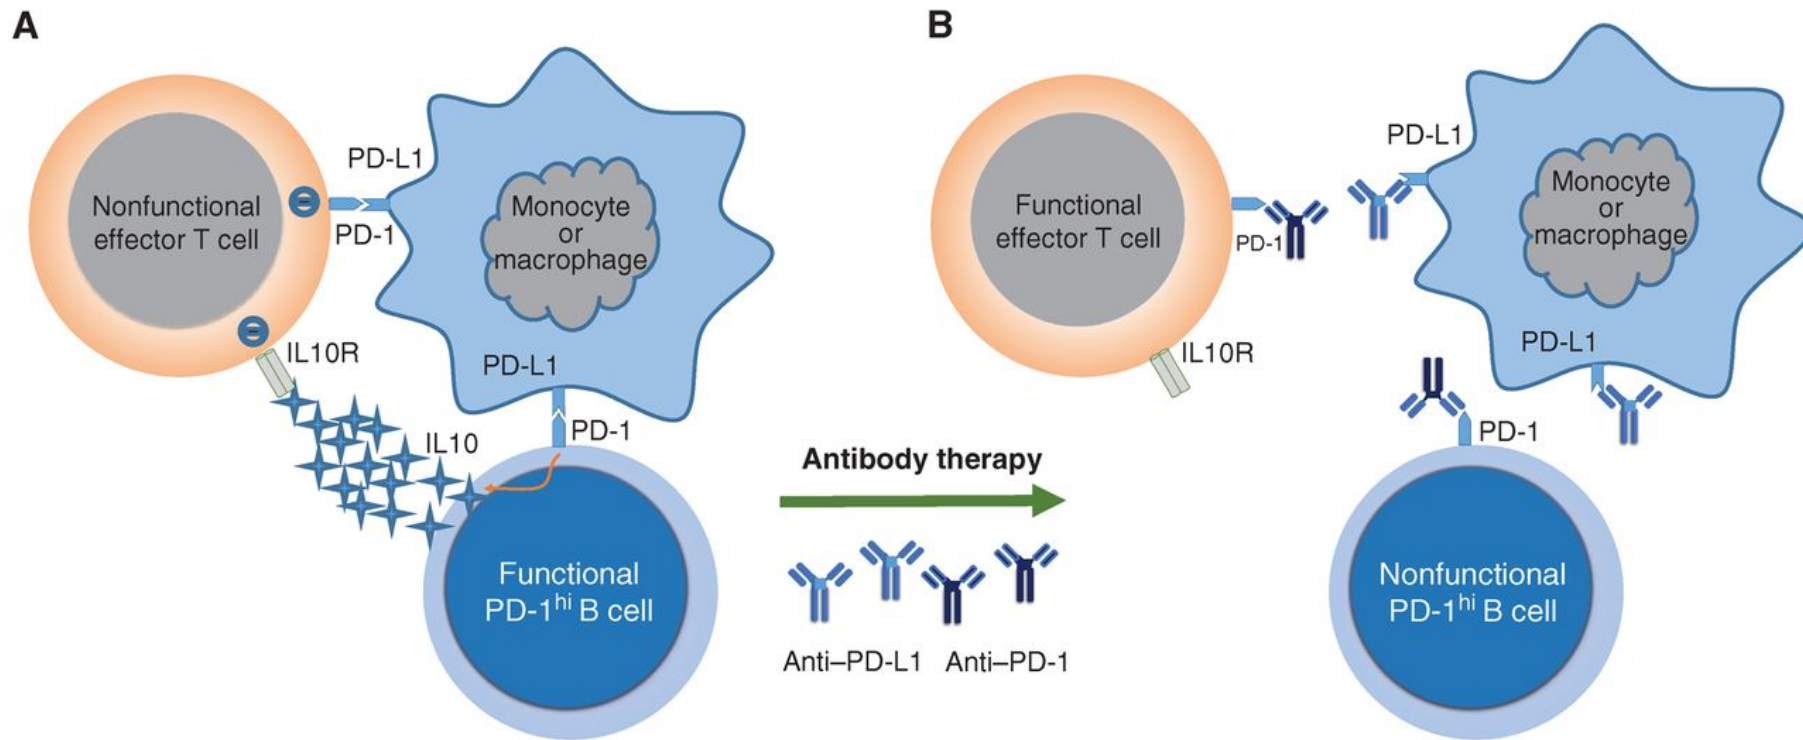 A
Nonfunctional
effector T cell
PD-L1
PD-1
Monocyte
or
macrophage
IL10R
PD-L1
IL10
PD-1
Functional
PD-1hi B cell
Antibody therapy
Anti–PD-L1
Anti–PD-1
B
Functional
effector T cell
PD-1
PD-L1
Monocyte
or
macrophage
IL10R
PD-L1
PD-1
Nonfunctional
PD-1hi B cell